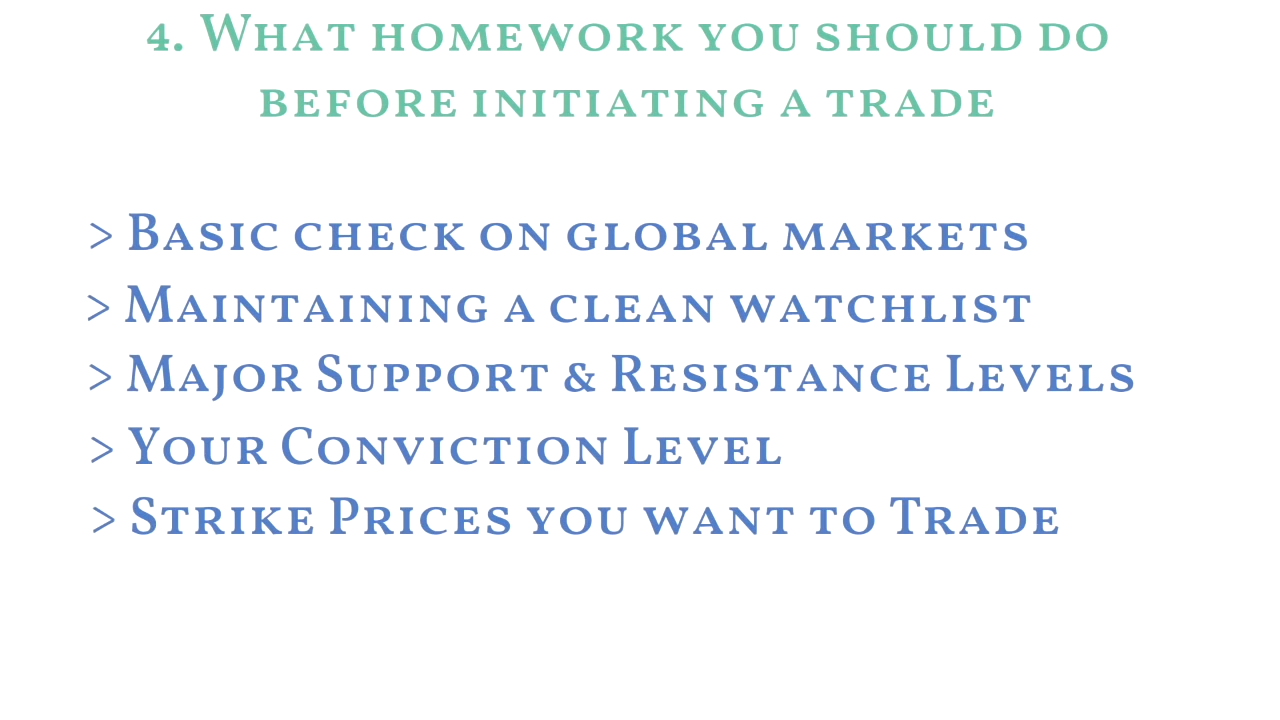 4. What homework you should do
before initiating a trade
> Basic check on global markets
> Maintaining a clean watchlist
> Major Support & Resistance Levels
> Your Conviction Level
> Strike Prices you want to Trade